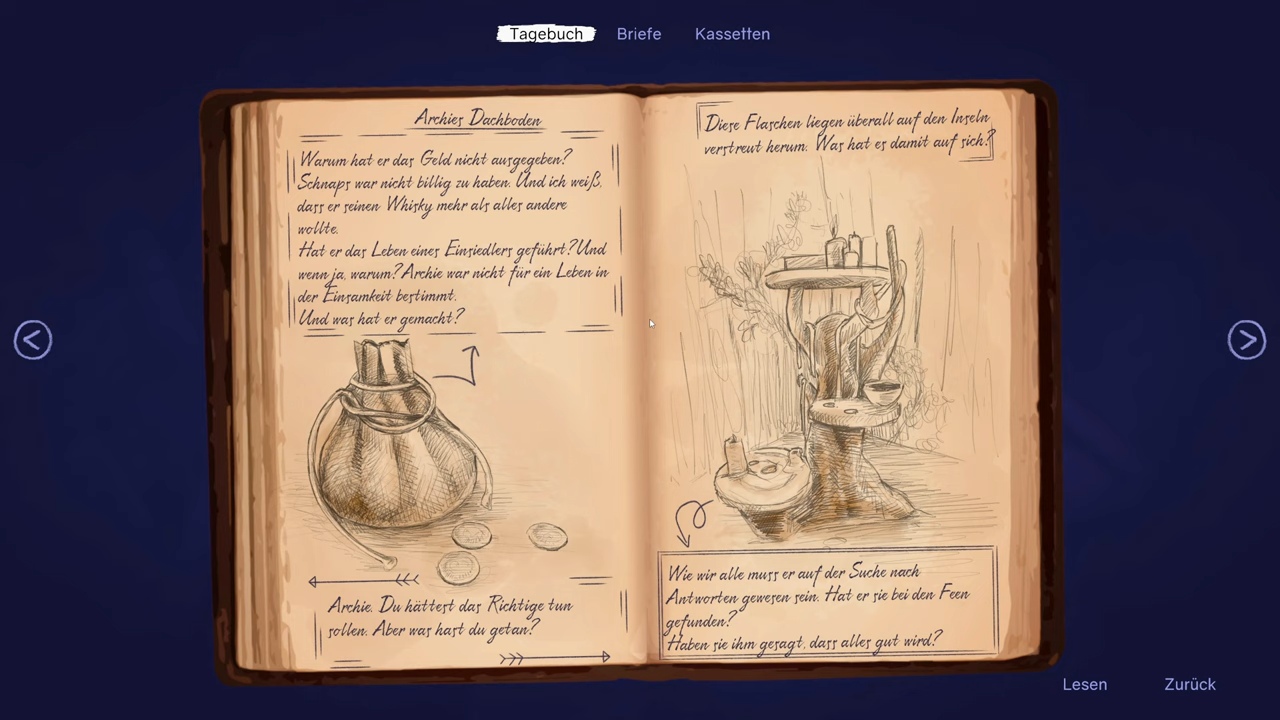 Tagebuch Briefe Kassetten
Archies Dachboden
Warum hat er das Geld nicht ausgegeben?
Schnaps war nicht billig zu haben. Und ich weiß,
dass er seinen Whisky mehr als alles andere
wollte.
Hat er das Leben eines Einsiedlers geführt? Und
wenn ja, warum? Archie war nicht für ein Leben in
der Einsamkeit bestimmt.
Und was hat er gemacht?
Archie. Du hättest das Richtige tun
sollen. Aber was hast du getan?
Diese Flaschen liegen überall auf den Inseln
verstreut herum. Was hat es damit auf sich?
Wie wir alle muss er auf der Suche nach
Antworten gewesen sein. Hat er sie bei den Feen
gefunden?
Haben sie ihm gesagt, dass alles gut wird?
Lesen Zurück